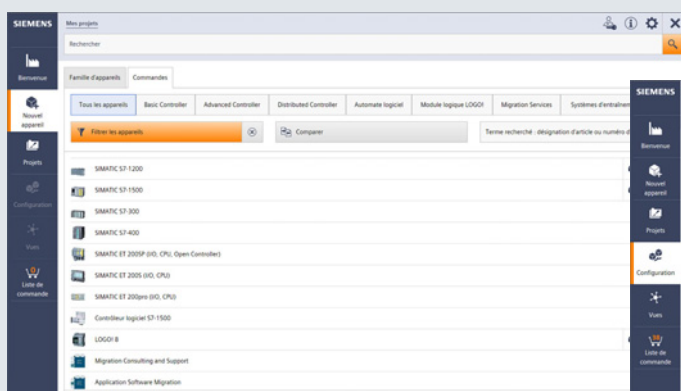 SIEMENS
Mes projets
Rechercher
Bienvenue
Nouvel
appareil
Projets
Configuration
Vues
Liste de
commande
Famille d'appareils
Commandes
Tous les appareils
Basic Controller
Advanced Controller
Distributed Controller
Automate logiciel
Module logique LOGO!
Migration Services
Systèmes d'entraînem
Filtrer les appareils
Comparer
Terme recherché : désignation d'article ou numéro d
SIMATIC S7-1200
SIMATIC S7-1500
SIMATIC S7-300
SIMATIC S7-400
SIMATIC ET 200SP (I/O, CPU, Open Controller)
SIMATIC ET 200S (I/O, CPU)
SIMATIC ET 200pro (I/O, CPU)
Contrôleur logiciel S7-1500
LOGO! 8
Migration Consulting and Support
Application Software Migration
SIEMENS
Bienvenue
Nouvel
appareil
Projets
Configuration
Vues
Liste de
commande